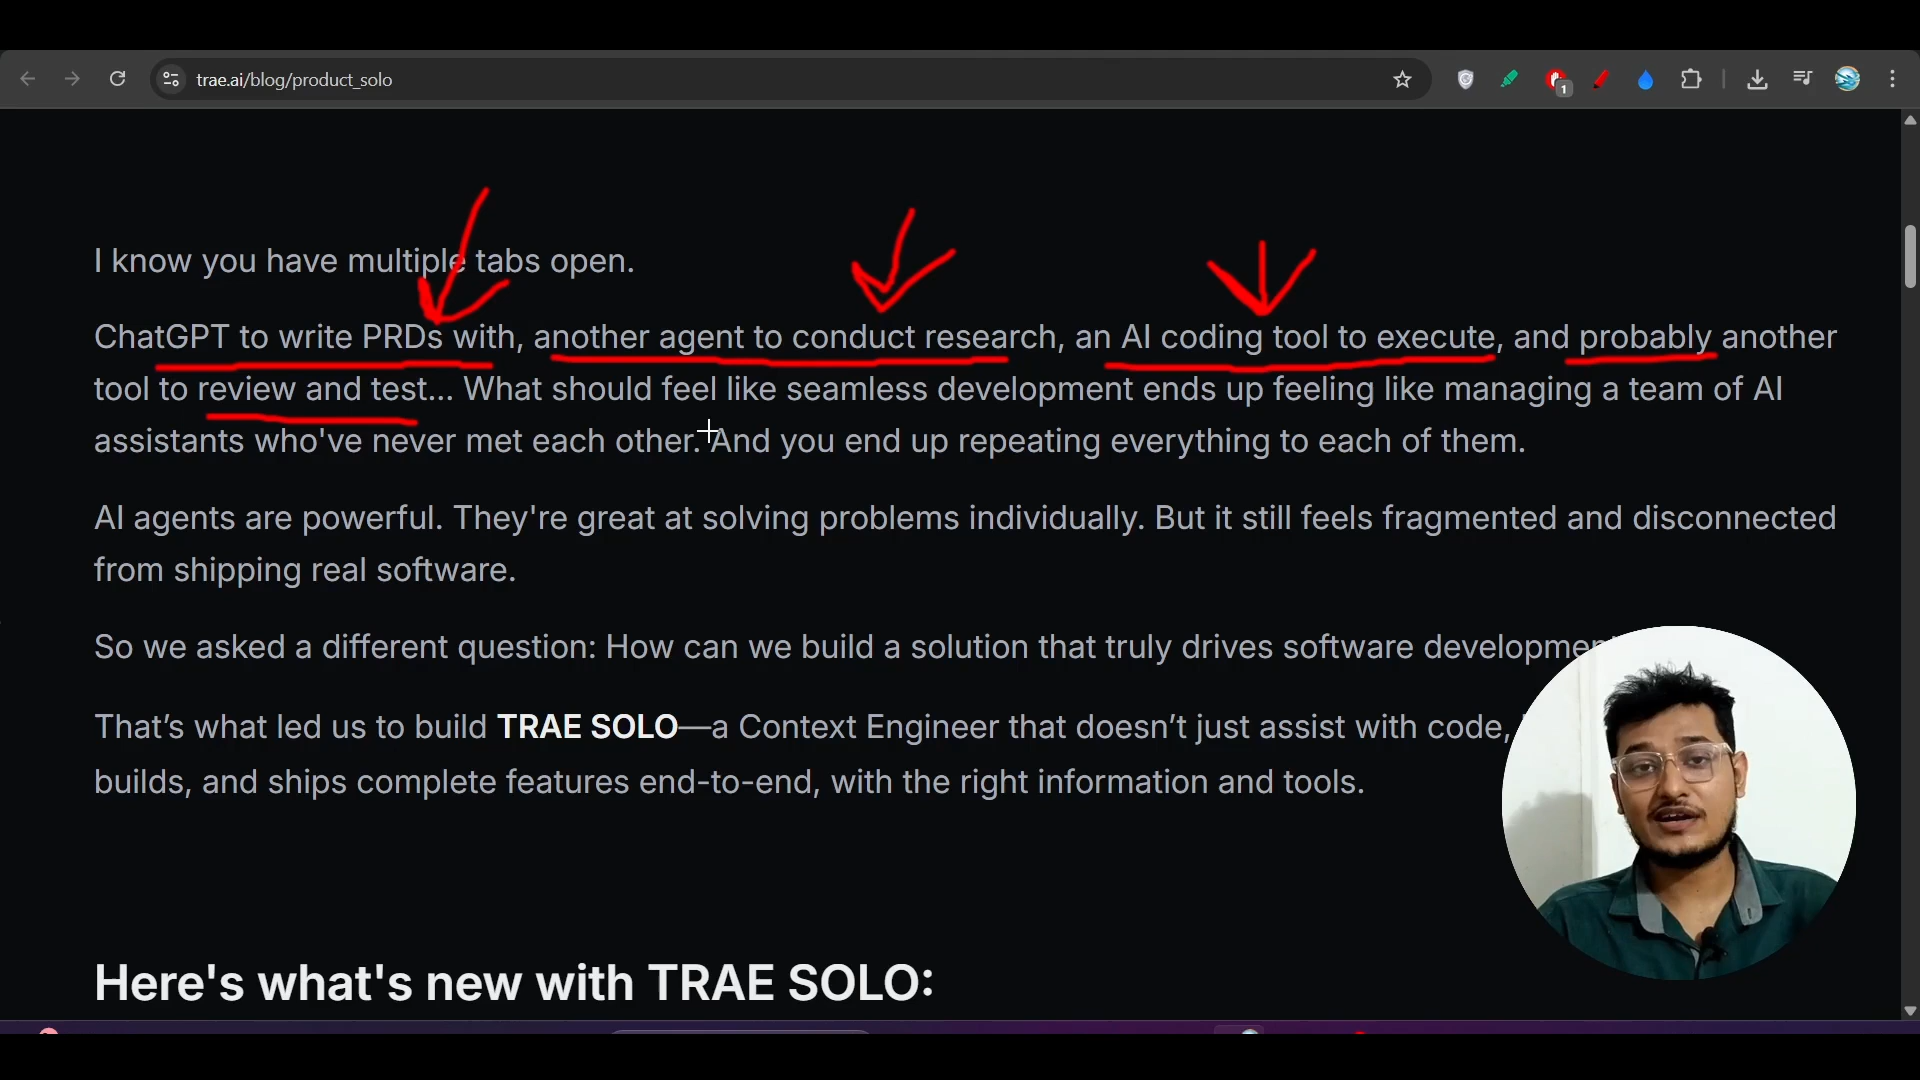 trae.ai/blog/product_solo
1
I know you have multiple tabs open.
ChatGPT to write PRDs with, another agent to conduct research, an AI coding tool to execute, and probably another
tool to review and test... What should feel like seamless development ends up feeling like managing a team of AI
assistants who've never met each other. And you end up repeating everything to each of them.
AI agents are powerful. They're great at solving problems individually. But it still feels fragmented and disconnected
from shipping real software.
So we asked a different question: How can we build a solution that truly drives software development
That’s what led us to build TRAE SOLO—a Context Engineer that doesn’t just assist with code,
builds, and ships complete features end-to-end, with the right information and tools.
Here's what's new with TRAE SOLO: